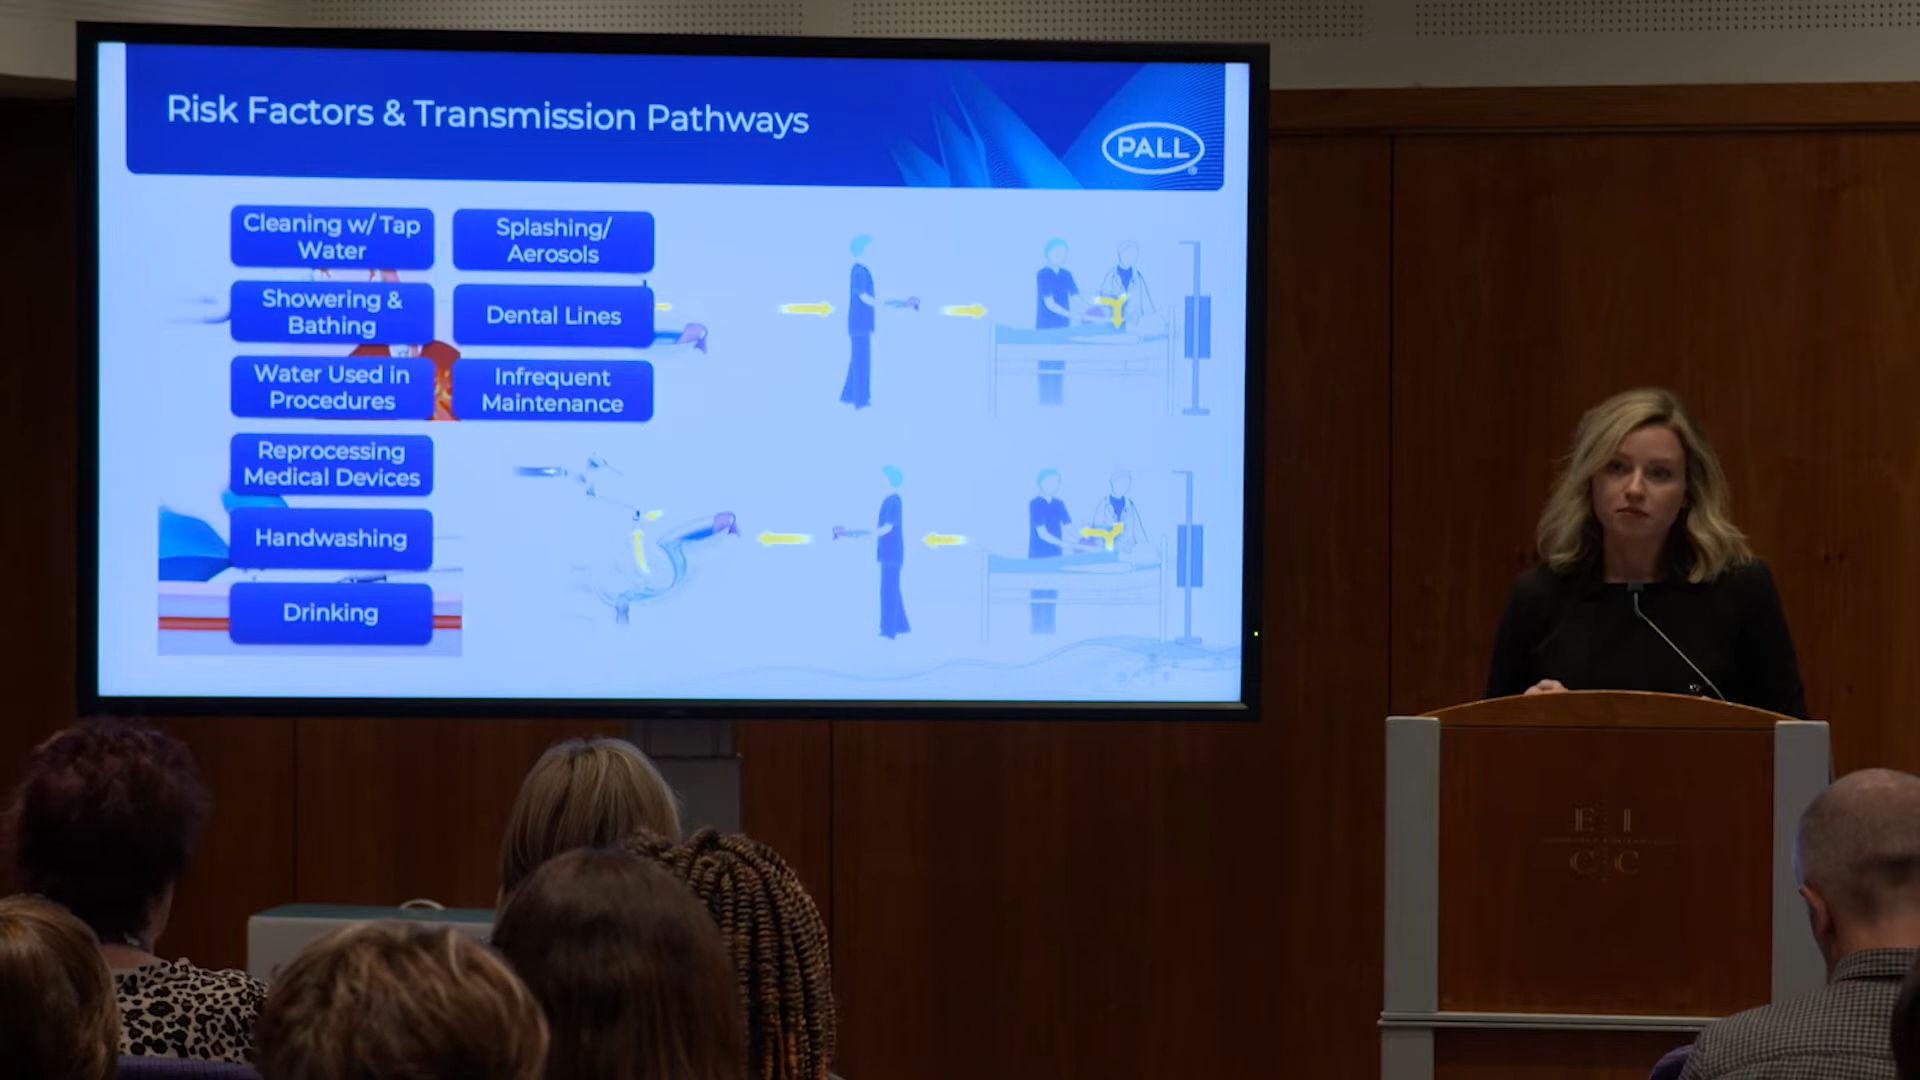 Risk Factors & Transmission Pathways
PALL
Cleaning w/ Tap
Water
Splashing/
Aerosols
Showering &
Bathing
Dental Lines
Water Used in
Procedures
Infrequent
Maintenance
Reprocessing
Medical Devices
Handwashing
Drinking
E I
C C